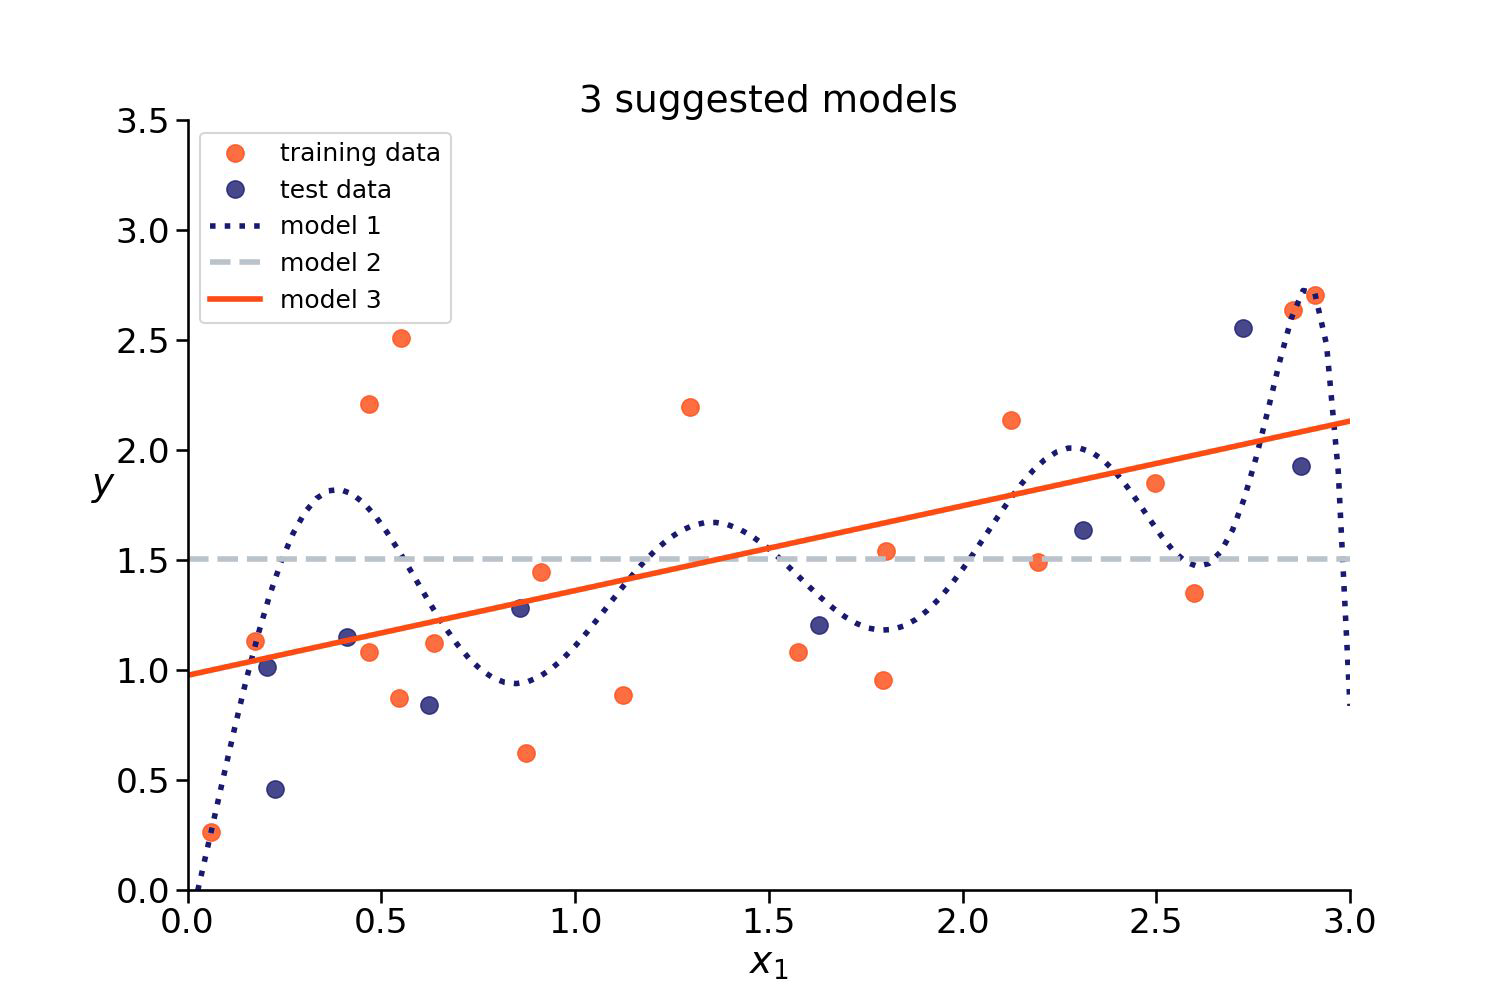 3 suggested models
3.5
training data
test data
3.0
model 1
model 2
model 3
2.5
2.0
y
1.5
1.0
0.5
0.0
0.0 0.5 1.0 1.5 2.0 2.5 3.0
x₁